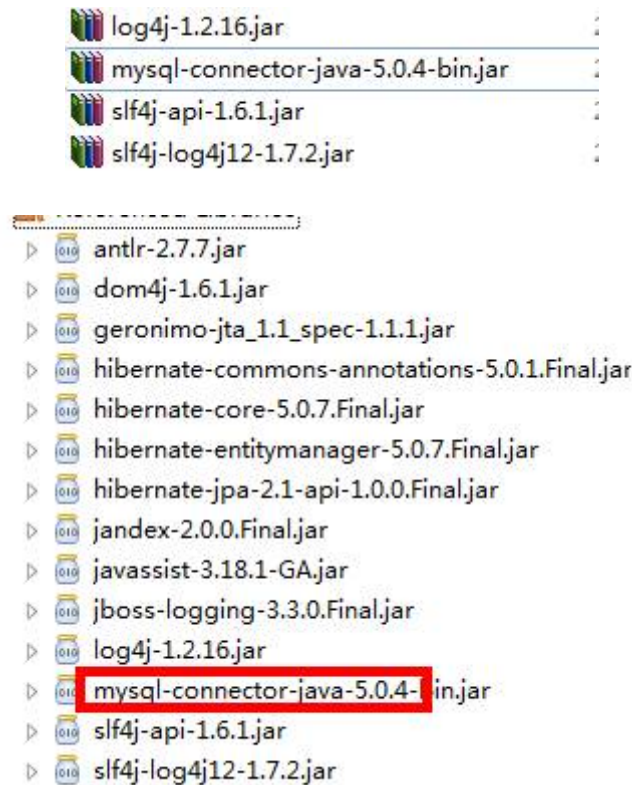 log4j-1.2.16.jar
mysql-connector-java-5.0.4-bin.jar
slf4j-api-1.6.1.jar
slf4j-log4j12-1.7.2.jar
antlr-2.7.7.jar
dom4j-1.6.1.jar
geronimo-jta_1.1_spec-1.1.1.jar
hibernate-commons-annotations-5.0.1.Final.jar
hibernate-core-5.0.7.Final.jar
hibernate-entitymanager-5.0.7.Final.jar
hibernate-jpa-2.1-api-1.0.0.Final.jar
jandex-2.0.0.Final.jar
javassist-3.18.1-GA.jar
jboss-logging-3.3.0.Final.jar
log4j-1.2.16.jar
mysql-connector-java-5.0.4-bin.jar
slf4j-api-1.6.1.jar
slf4j-log4j12-1.7.2.jar